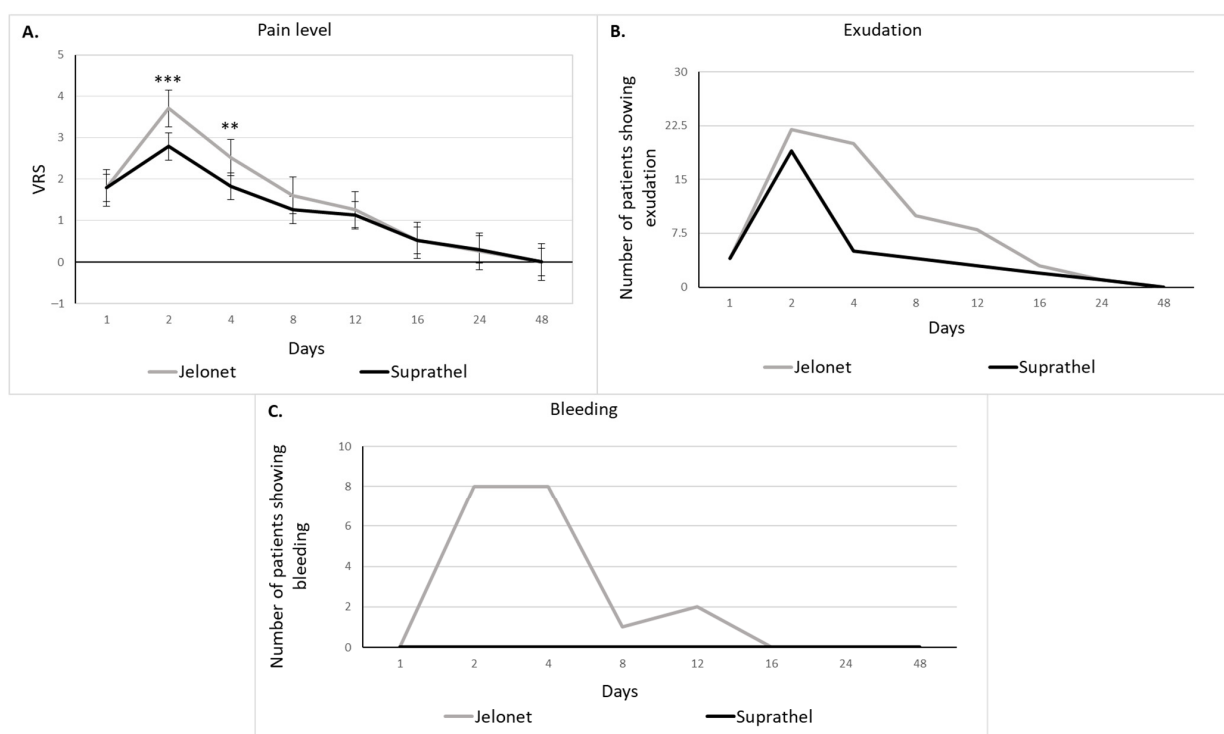 A.
Pain level
5
4
3
2
1
0
−1
VRS
***
**
1 2 4 8 12 16 24 48
Days
Jelonet Suprathel
B.
Exudation
30
22.5
15
7.5
0
Number of patients showing
exudation
1 2 4 8 12 16 24 48
Days
Jelonet Suprathel
C.
Bleeding
10
8
6
4
2
0
Number of patients showing
bleeding
1 2 4 8 12 16 24 48
Days
Jelonet Suprathel